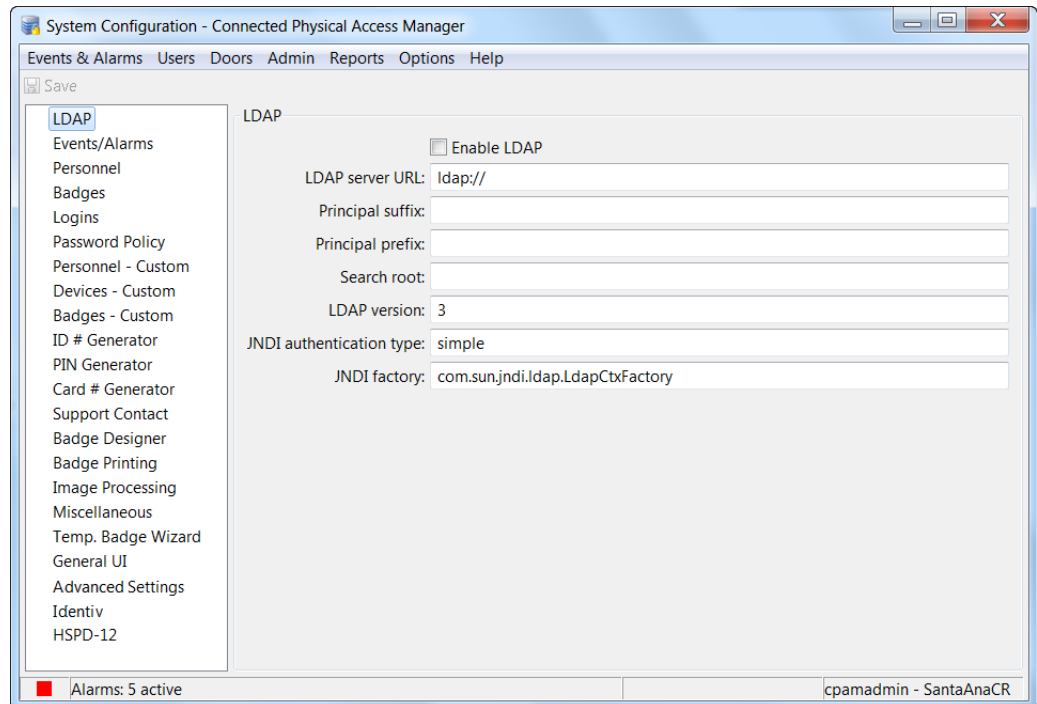 System Configuration - Connected Physical Access Manager
Events & Alarms Users Doors Admin Reports Options Help
Save
LDAP
Events/Alarms
Personnel
Badges
Logins
Password Policy
Personnel - Custom
Devices - Custom
Badges - Custom
ID # Generator
PIN Generator
Card # Generator
Support Contact
Badge Designer
Badge Printing
Image Processing
Miscellaneous
Temp. Badge Wizard
General UI
Advanced Settings
Identiv
HSPD-12
LDAP
Enable LDAP
LDAP server URL: ldap://
Principal suffix:
Principal prefix:
Search root:
LDAP version: 3
JNDI authentication type: simple
JNDI factory: com.sun.jndi.ldap.LdapCtxFactory
Alarms: 5 active
cpamadmin - SantaAnaCR